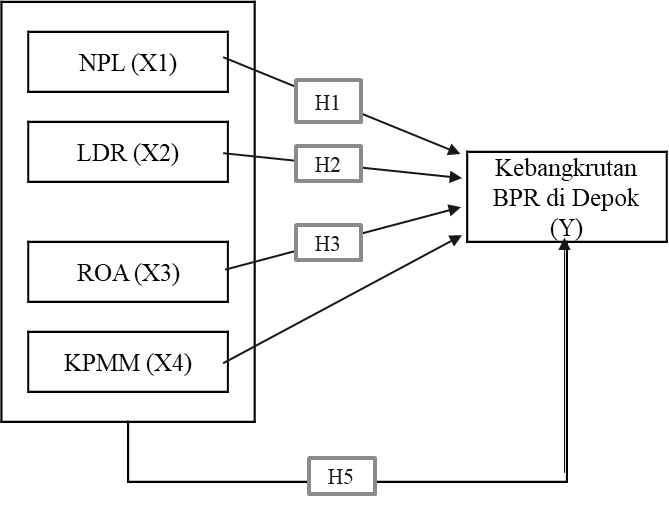 NPL (X1)
H1
LDR (X2)
H2
Kebangkrutan
BPR di Depok
(Y)
H3
ROA (X3)
KPMM (X4)
H5